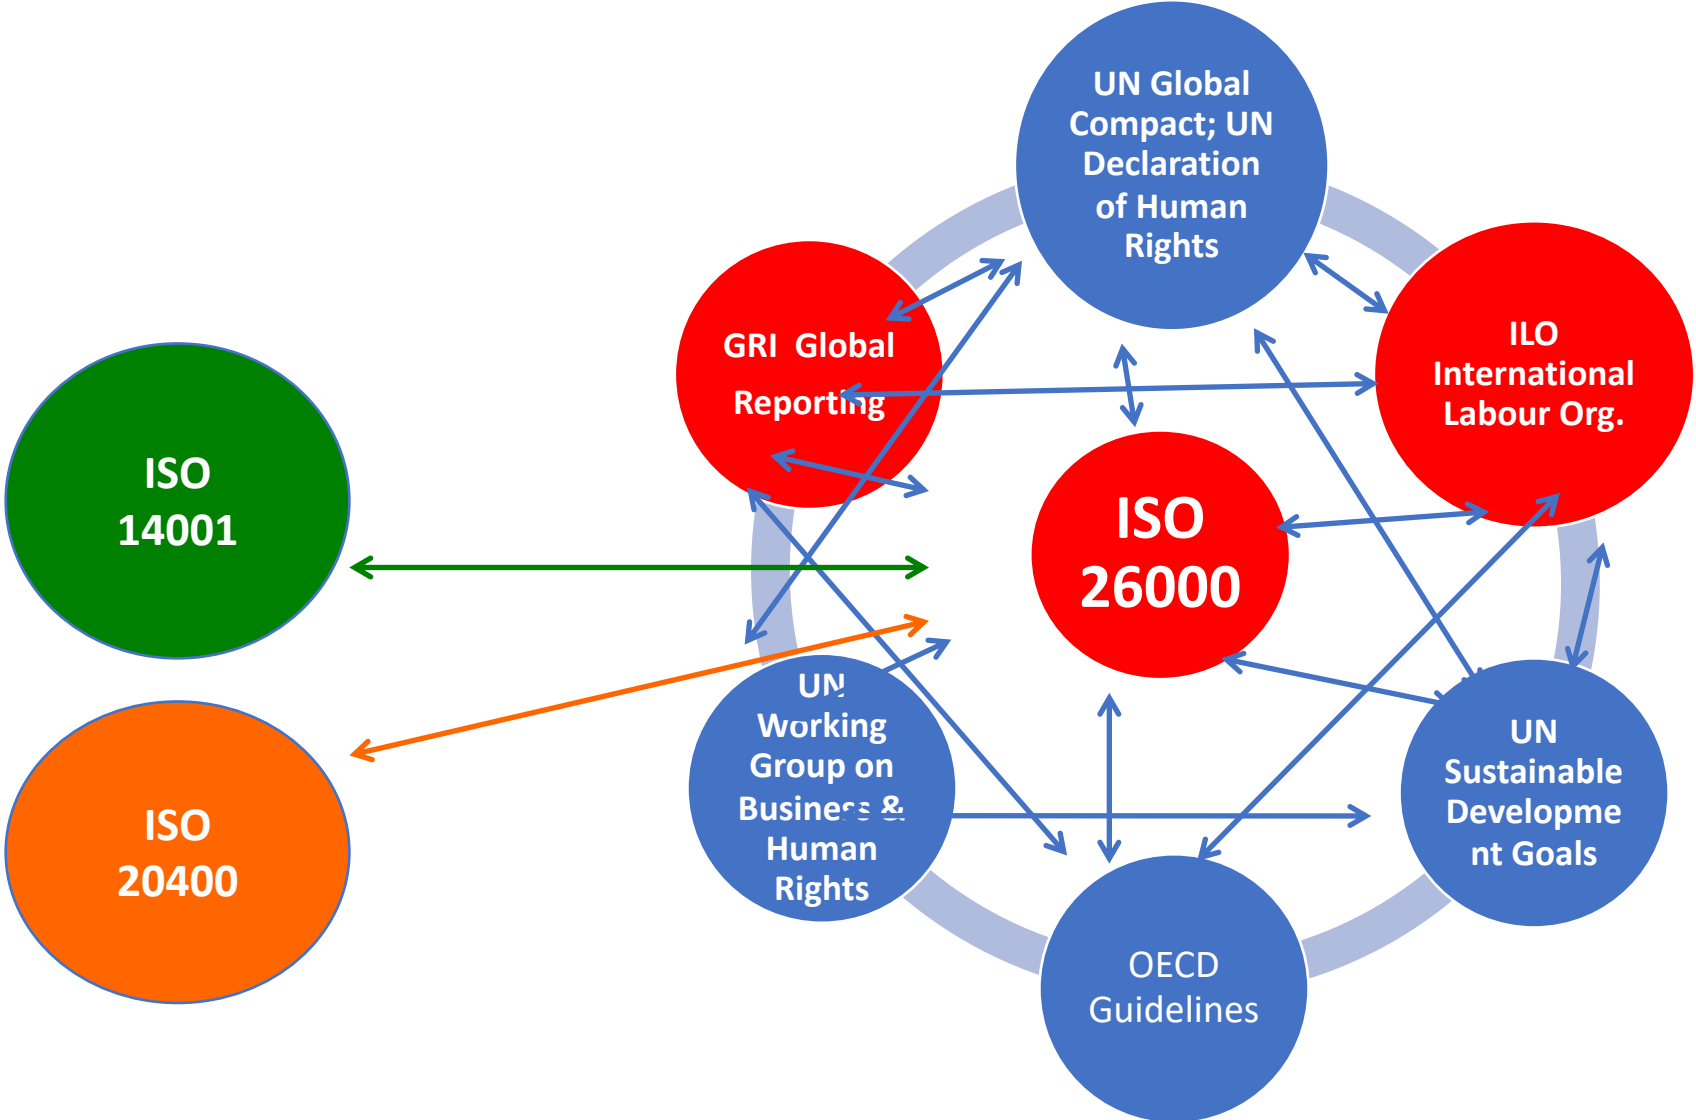 UN Global
Compact; UN
Declaration
of Human
Rights
GRI Global
Reporting
ILO
International
Labour Org.
ISO
14001
ISO
26000
UN
Working
Group on
Business &
Human
Rights
UN
Sustainable
Developme
nt Goals
ISO
20400
OECD
Guidelines